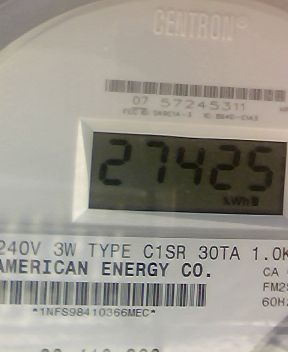 CENTRON®
07 57245311
27425
kWh
240V 3W TYPE C1SR 30TA 1.0K
AMERICAN ENERGY CO.
CA
FM2S
60HZ
*1NFS98410366MEC*